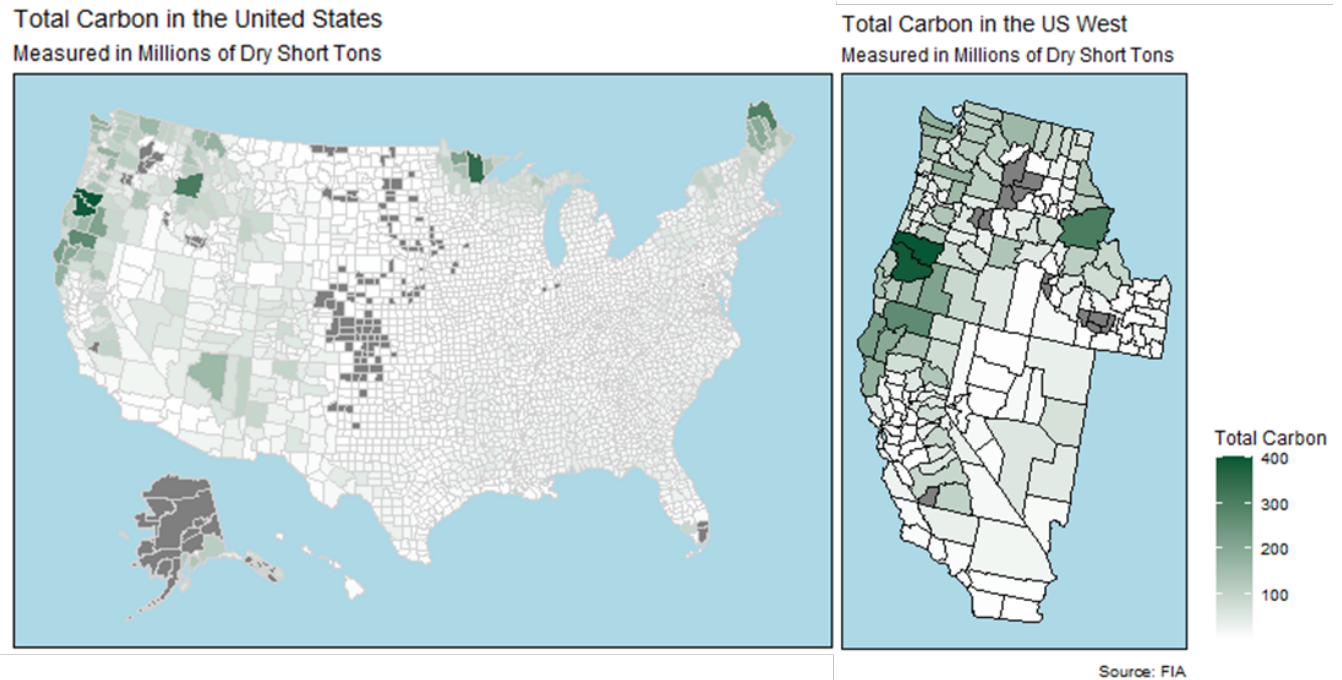 Total Carbon in the United States
Measured in Millions of Dry Short Tons
Total Carbon in the US West
Measured in Millions of Dry Short Tons
Total Carbon
400
300
200
100
Source: FIA